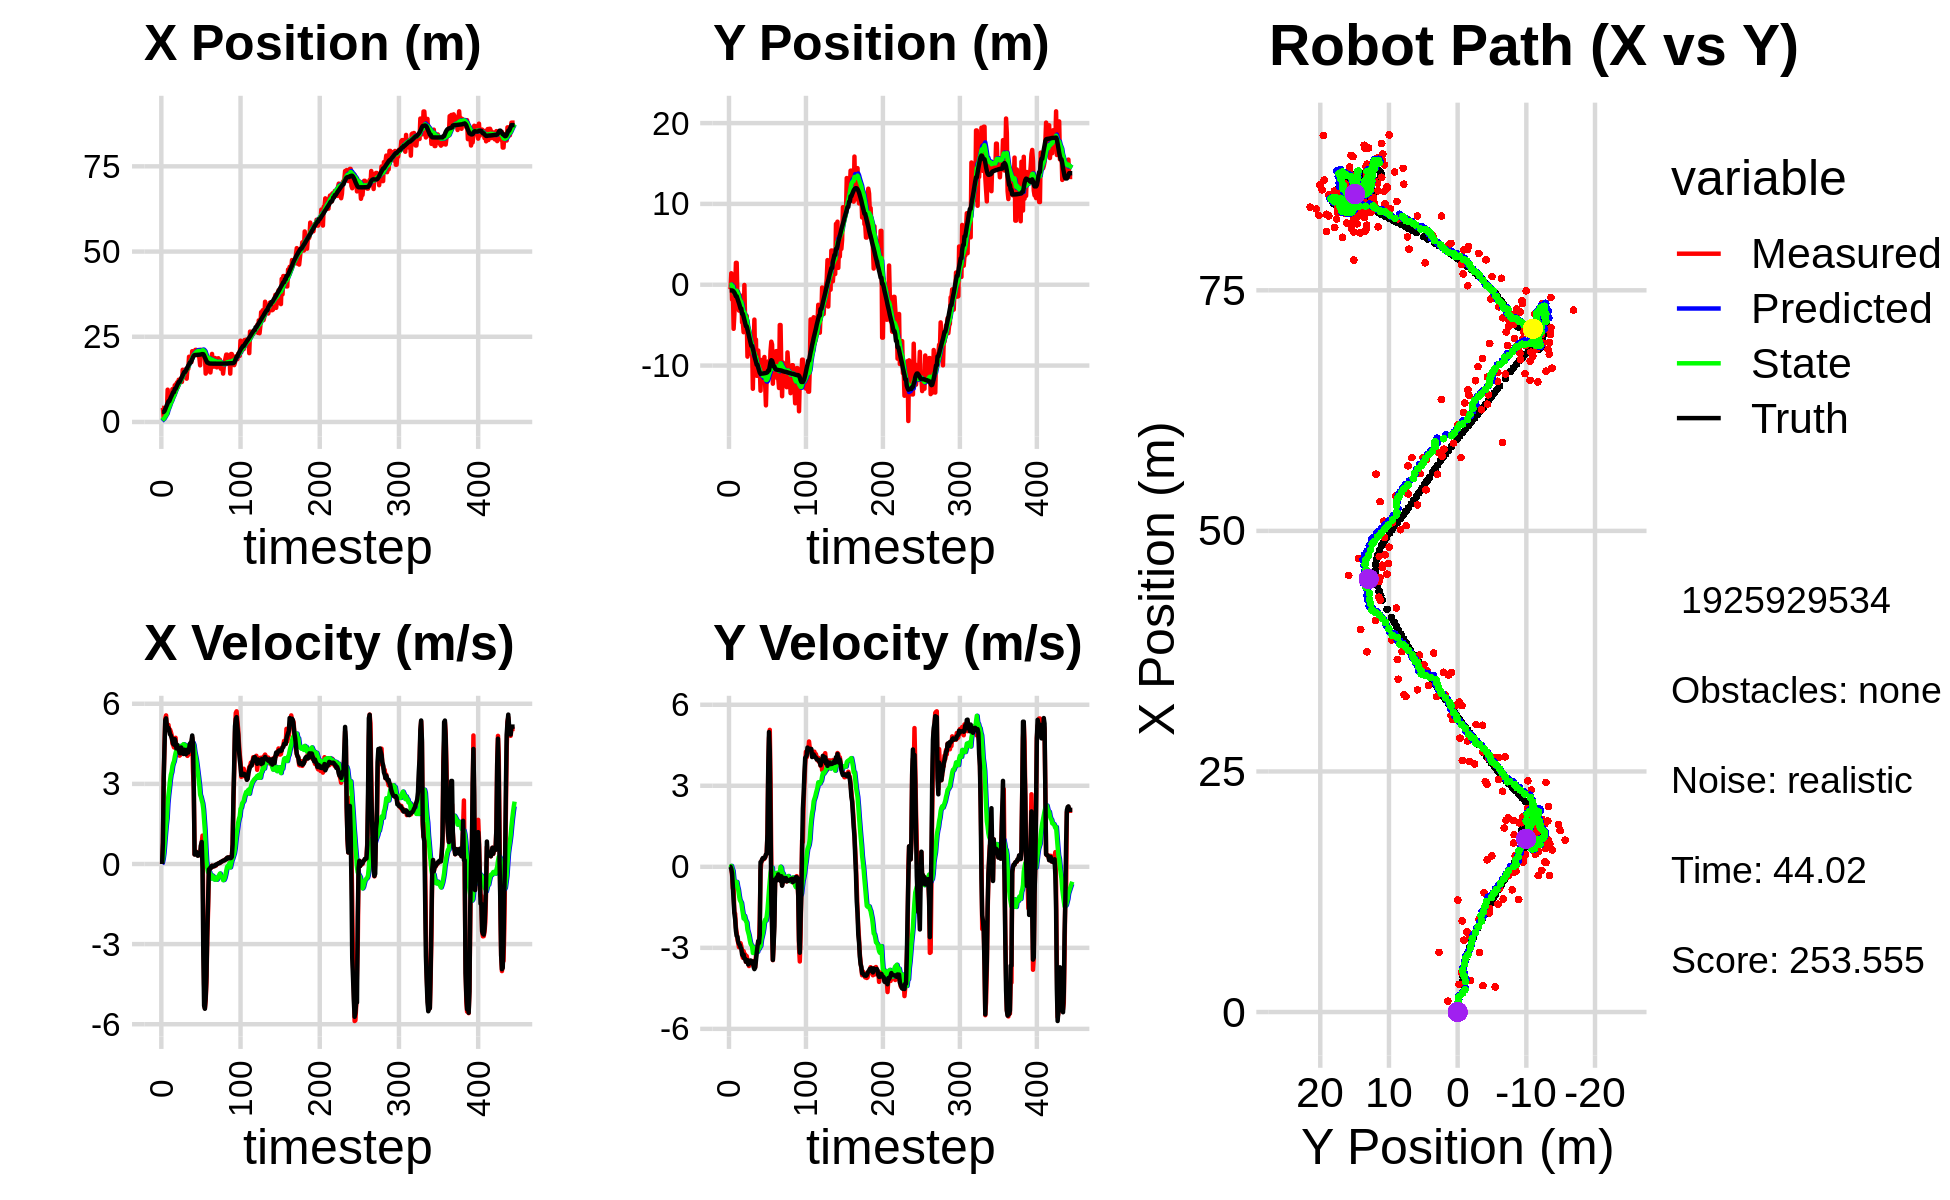 X Position (m)
75
50
25
0
0 100 200 300 400
timestep
Y Position (m)
20
10
0
-10
0 100 200 300 400
timestep
X Velocity (m/s)
6
3
0
-3
-6
0 100 200 300 400
timestep
Y Velocity (m/s)
6
3
0
-3
-6
0 100 200 300 400
timestep
Robot Path (X vs Y)
X Position (m)
75
50
25
0
20 10 0 -10 -20
Y Position (m)
variable
Measured
Predicted
State
Truth
1925929534
Obstacles: none
Noise: realistic
Time: 44.02
Score: 253.555